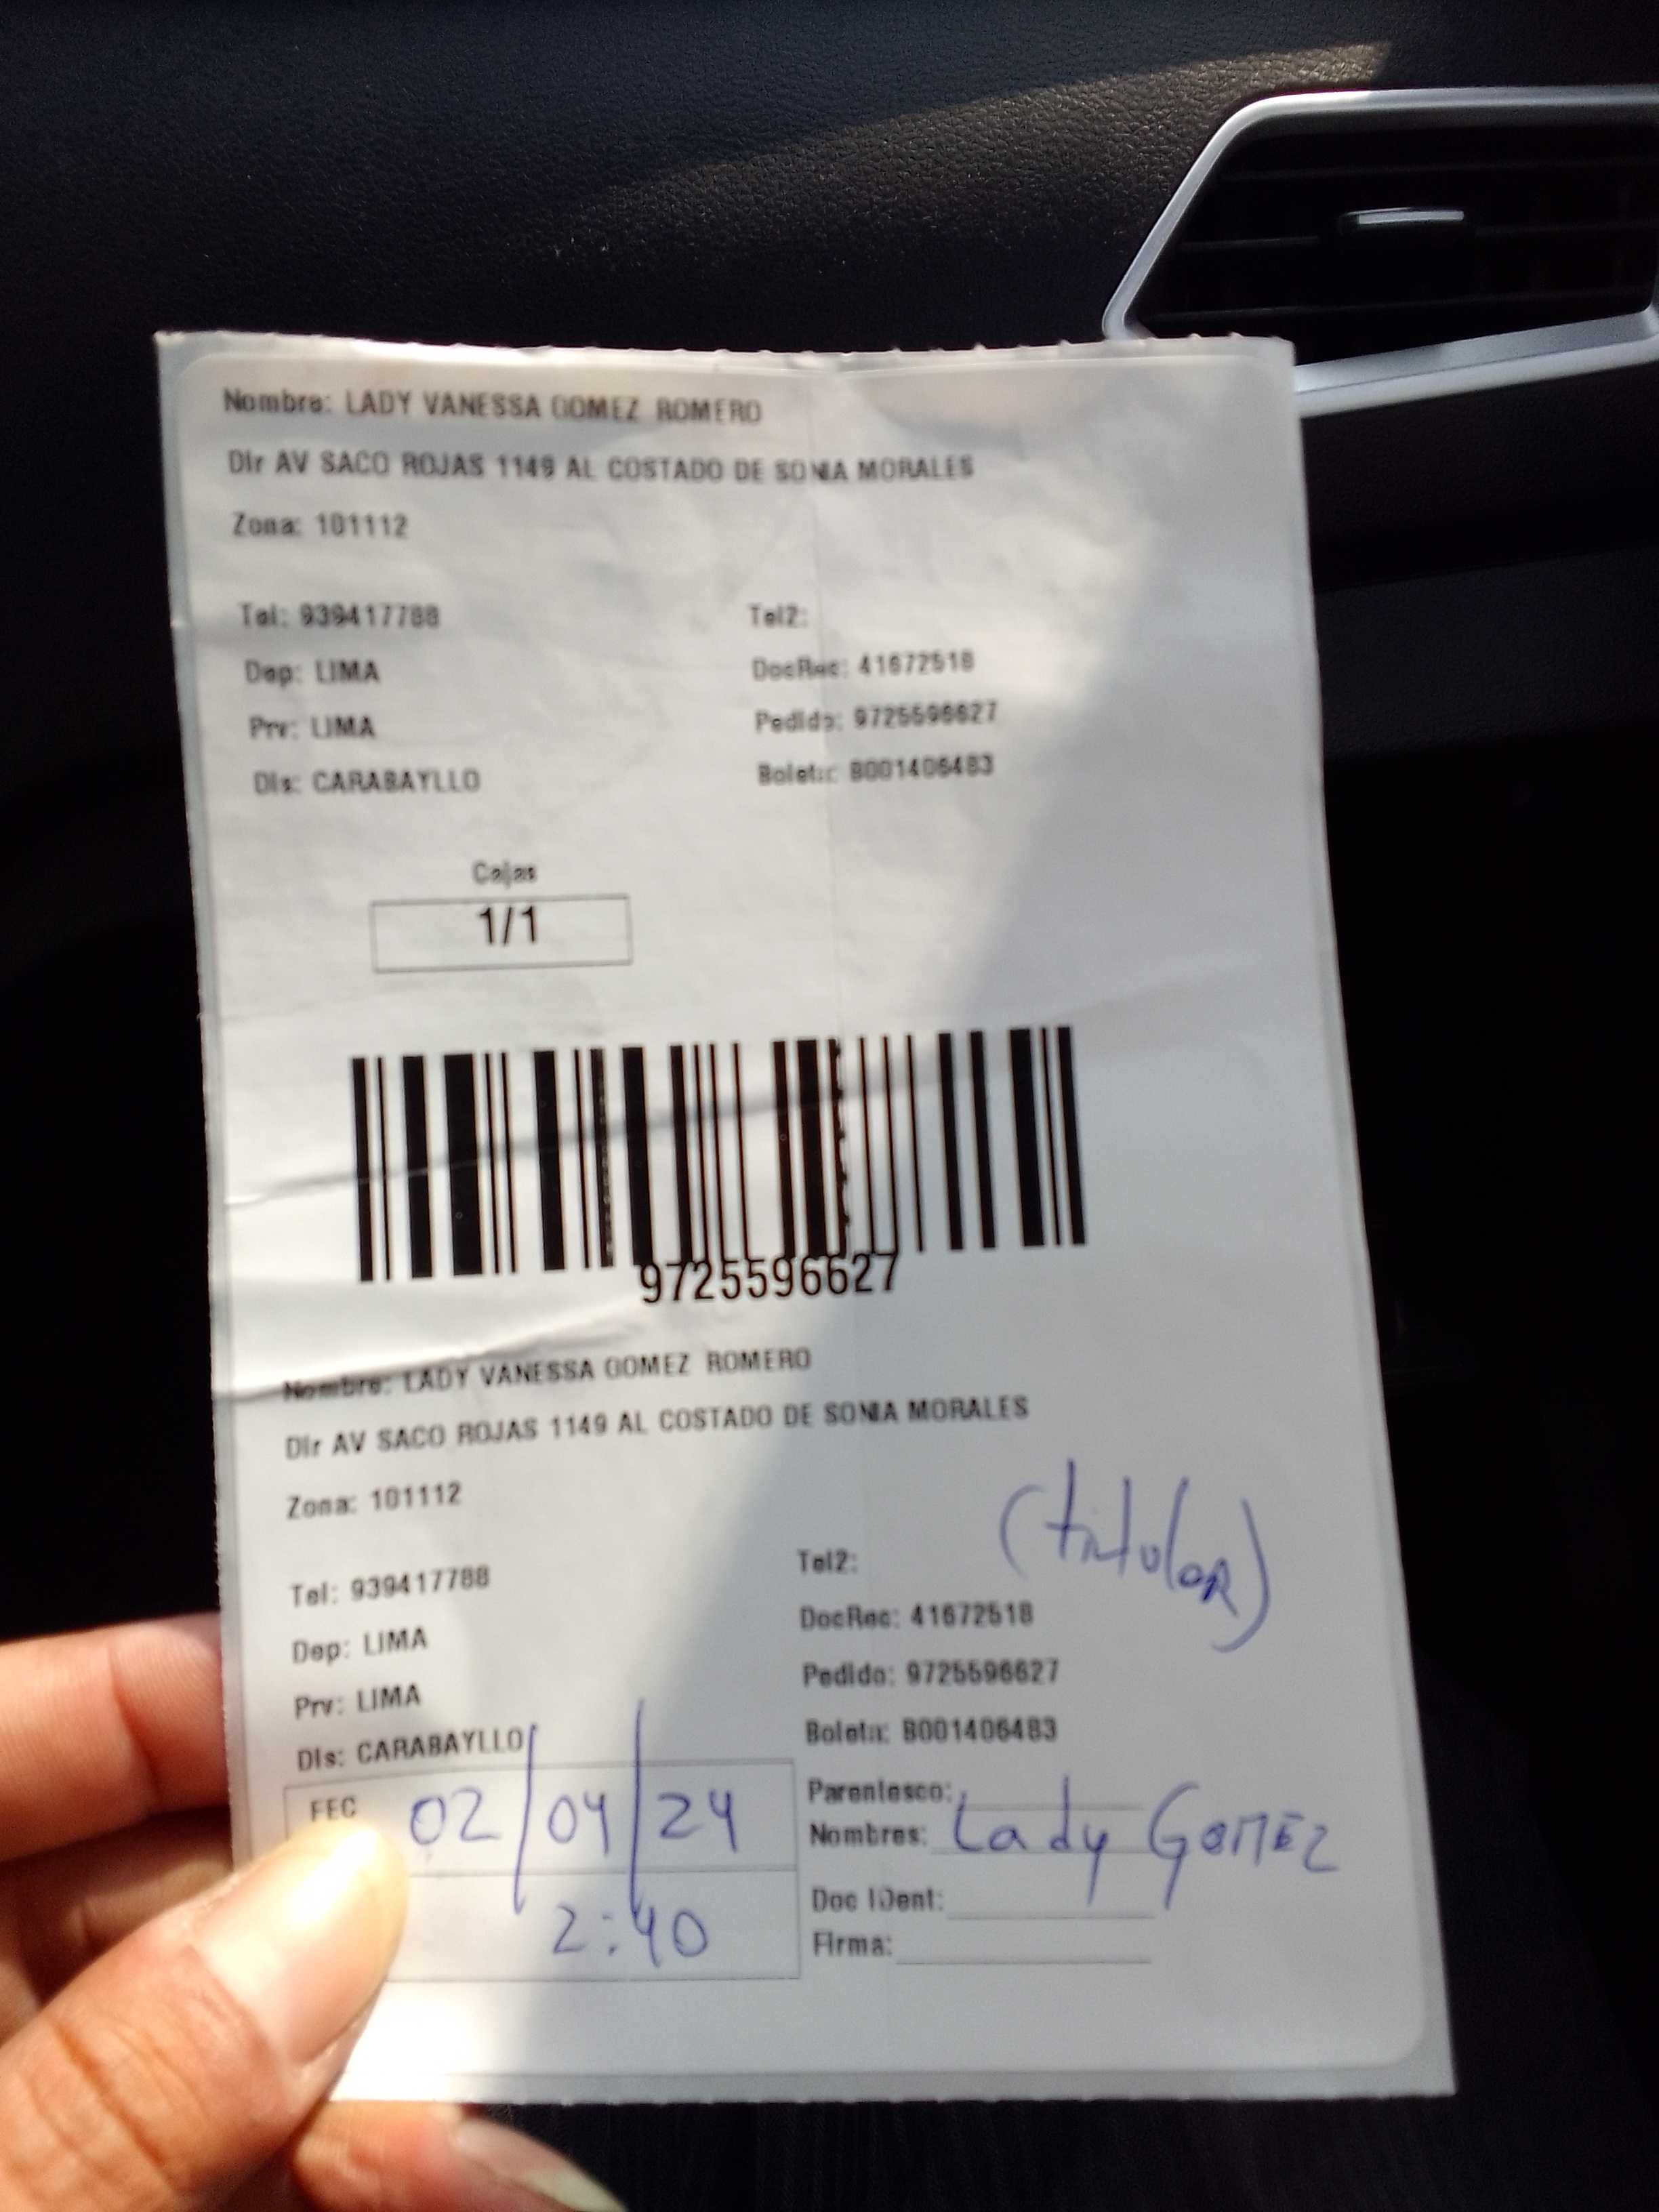 Nombre: LADY VANESSA GOMEZ ROMERO
Dir AV SACO ROJAS 1149 AL COSTADO DE SONIA MORALES
Zona: 101112
Tel: 939417788 Tel2:
Dep: LIMA DocRec: 41672518
Prv: LIMA Pedido: 9725596627
Dis: CARABAYLLO Boleta: B001406483
Cajas
1/1
9725596627
Nombre: LADY VANESSA GOMEZ ROMERO
Dir AV SACO ROJAS 1149 AL COSTADO DE SONIA MORALES
Zona: 101112
(titular)
Tel: 939417788 Tel2:
Dep: LIMA DocRec: 41672518
Prv: LIMA Pedido: 9725596627
Dis: CARABAYLLO Boleta: B001406483
FEC 02/04/24 Parentesco:
Nombres: Lady GOMEZ
2:40 Doc IDent:
Firma: